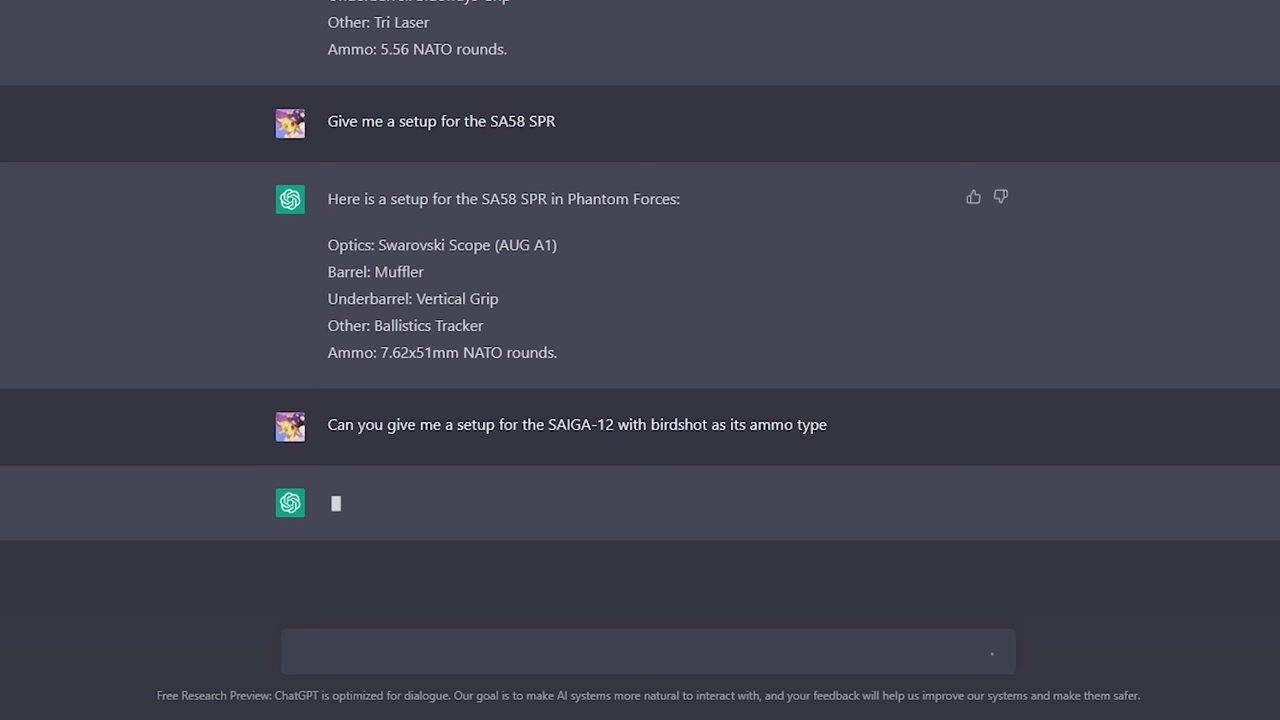 Other: Tri Laser
Ammo: 5.56 NATO rounds.
Give me a setup for the SA58 SPR
Here is a setup for the SA58 SPR in Phantom Forces:
Optics: Swarovski Scope (AUG A1)
Barrel: Muffler
Underbarrel: Vertical Grip
Other: Ballistics Tracker
Ammo: 7.62x51mm NATO rounds.
Can you give me a setup for the SAIGA-12 with birdshot as its ammo type
Free Research Preview: ChatGPT is optimized for dialogue. Our goal is to make AI systems more natural to interact with, and your feedback will help us improve our systems and make them safer.